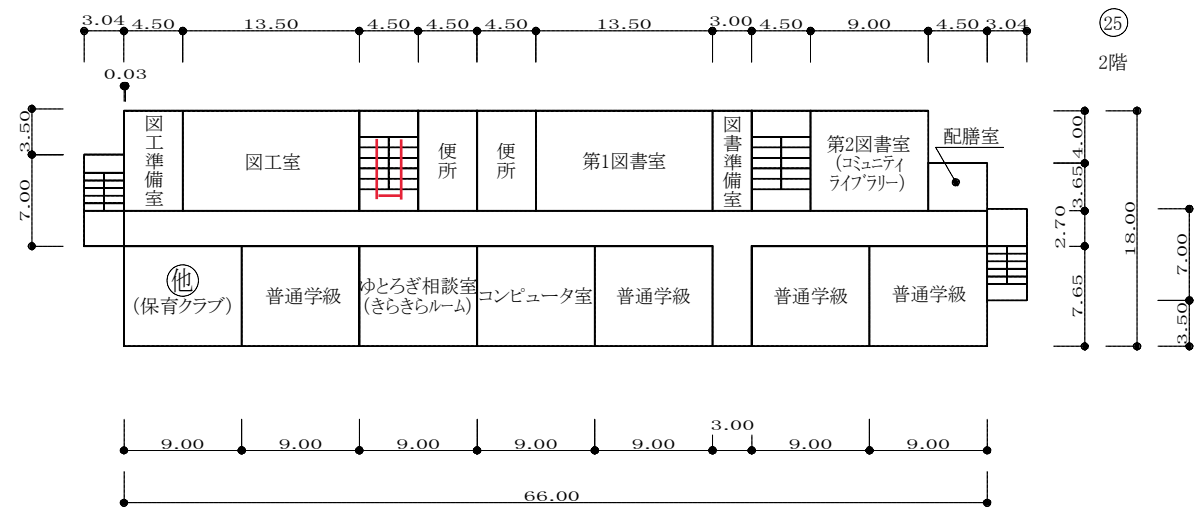 3.04 4.50 13.50 4.50 4.50 4.50 13.50 3.00 4.50 9.00 4.50 3.04
㉕
2階
0.03
3.50
7.00
図工準備室
図工室
便所
便所
第1図書室
図書準備室
第2図書室
(コミュニティ
ライブラリー)
配膳室
4.00
3.65
2.70
7.65
18.00
7.00
3.50
他
(保育クラブ)
普通学級
ゆとろぎ相談室
(きらきらルーム)
コンピュータ室
普通学級
普通学級
普通学級
9.00 9.00 9.00 9.00 9.00 3.00 9.00 9.00
66.00